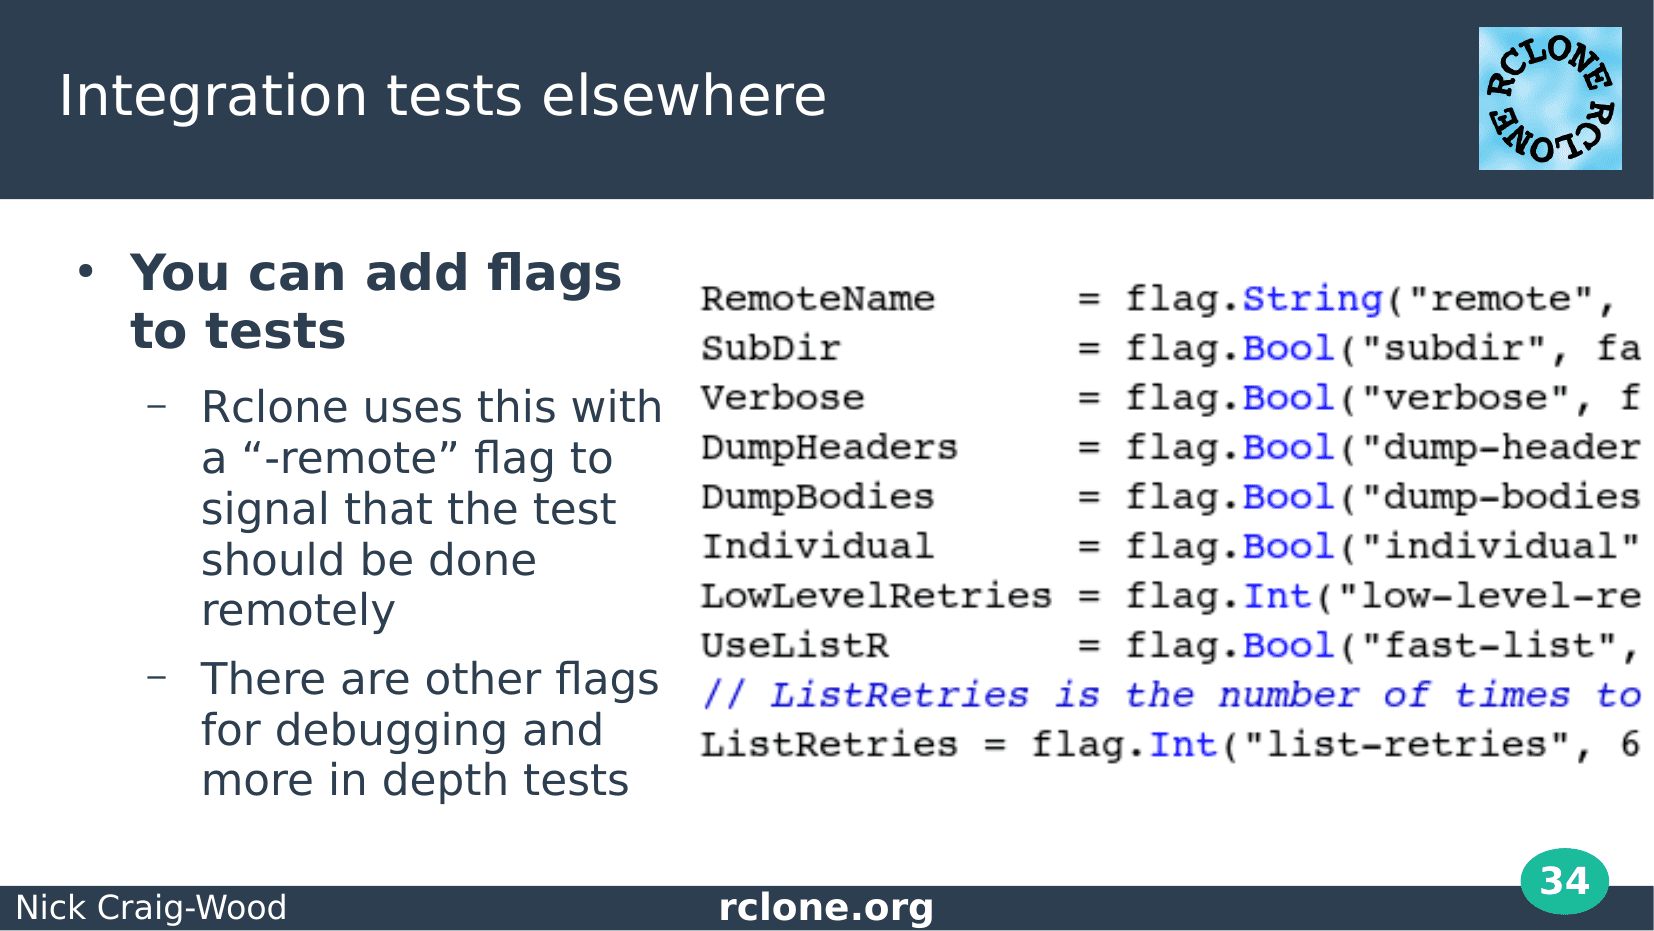 Integration tests elsewhere
RCLONE RCLONE
• You can add flags
to tests
– Rclone uses this with
a “-remote” flag to
signal that the test
should be done
remotely
– There are other flags
for debugging and
more in depth tests
RemoteName      = flag.String("remote",
SubDir          = flag.Bool("subdir", fa
Verbose         = flag.Bool("verbose", f
DumpHeaders     = flag.Bool("dump-header
DumpBodies      = flag.Bool("dump-bodies
Individual      = flag.Bool("individual"
LowLevelRetries = flag.Int("low-level-re
UseListR        = flag.Bool("fast-list",
// ListRetries is the number of times to
ListRetries = flag.Int("list-retries", 6
34
Nick Craig-Wood
rclone.org